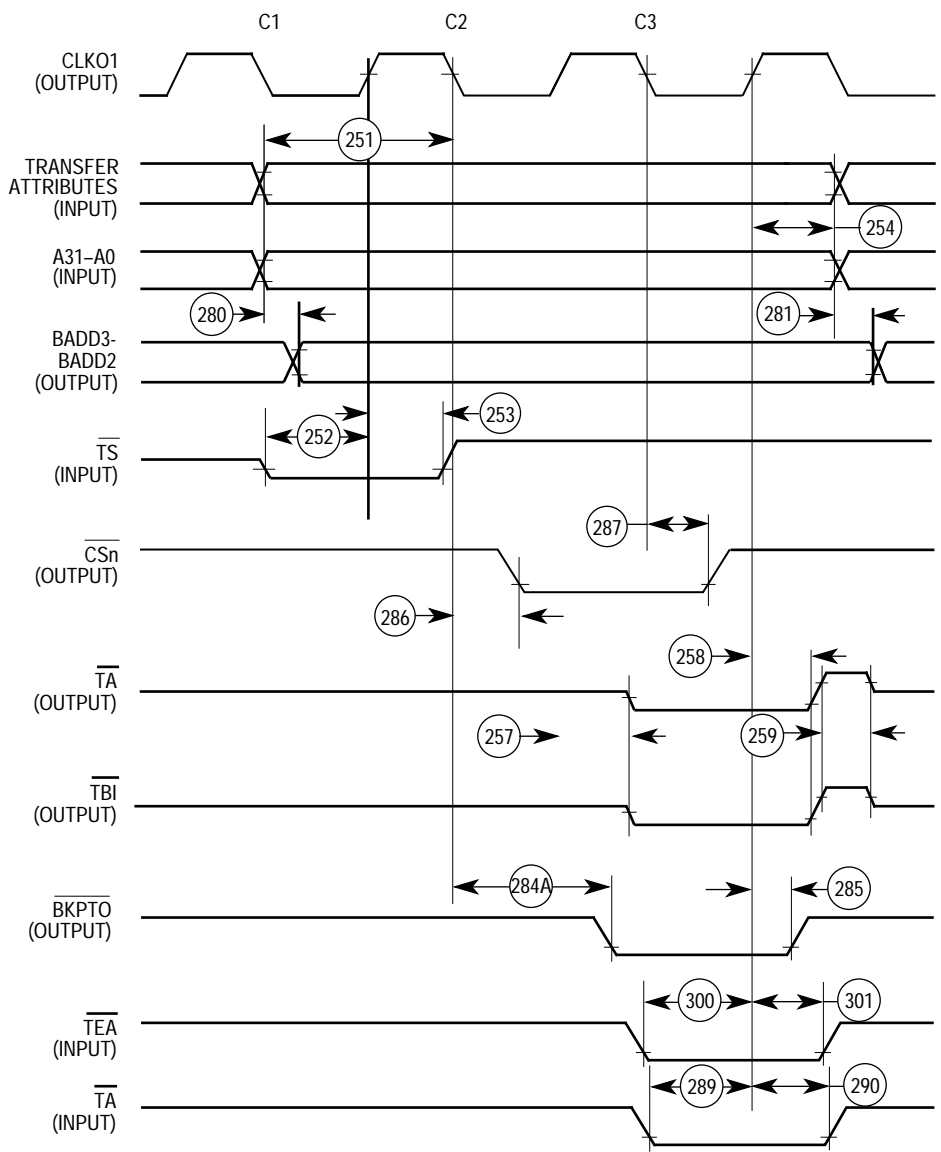 C1 C2 C3
CLKO1
(OUTPUT)
251
TRANSFER
ATTRIBUTES
(INPUT)
254
A31–A0
(INPUT)
280 281
BADD3-
BADD2
(OUTPUT)
253
252
TS
(INPUT)
287
CSn
(OUTPUT)
286
258
TA
(OUTPUT)
257 259
TBI
(OUTPUT)
284A 285
BKPTO
(OUTPUT)
300 301
TEA
(INPUT)
289 290
TA
(INPUT)